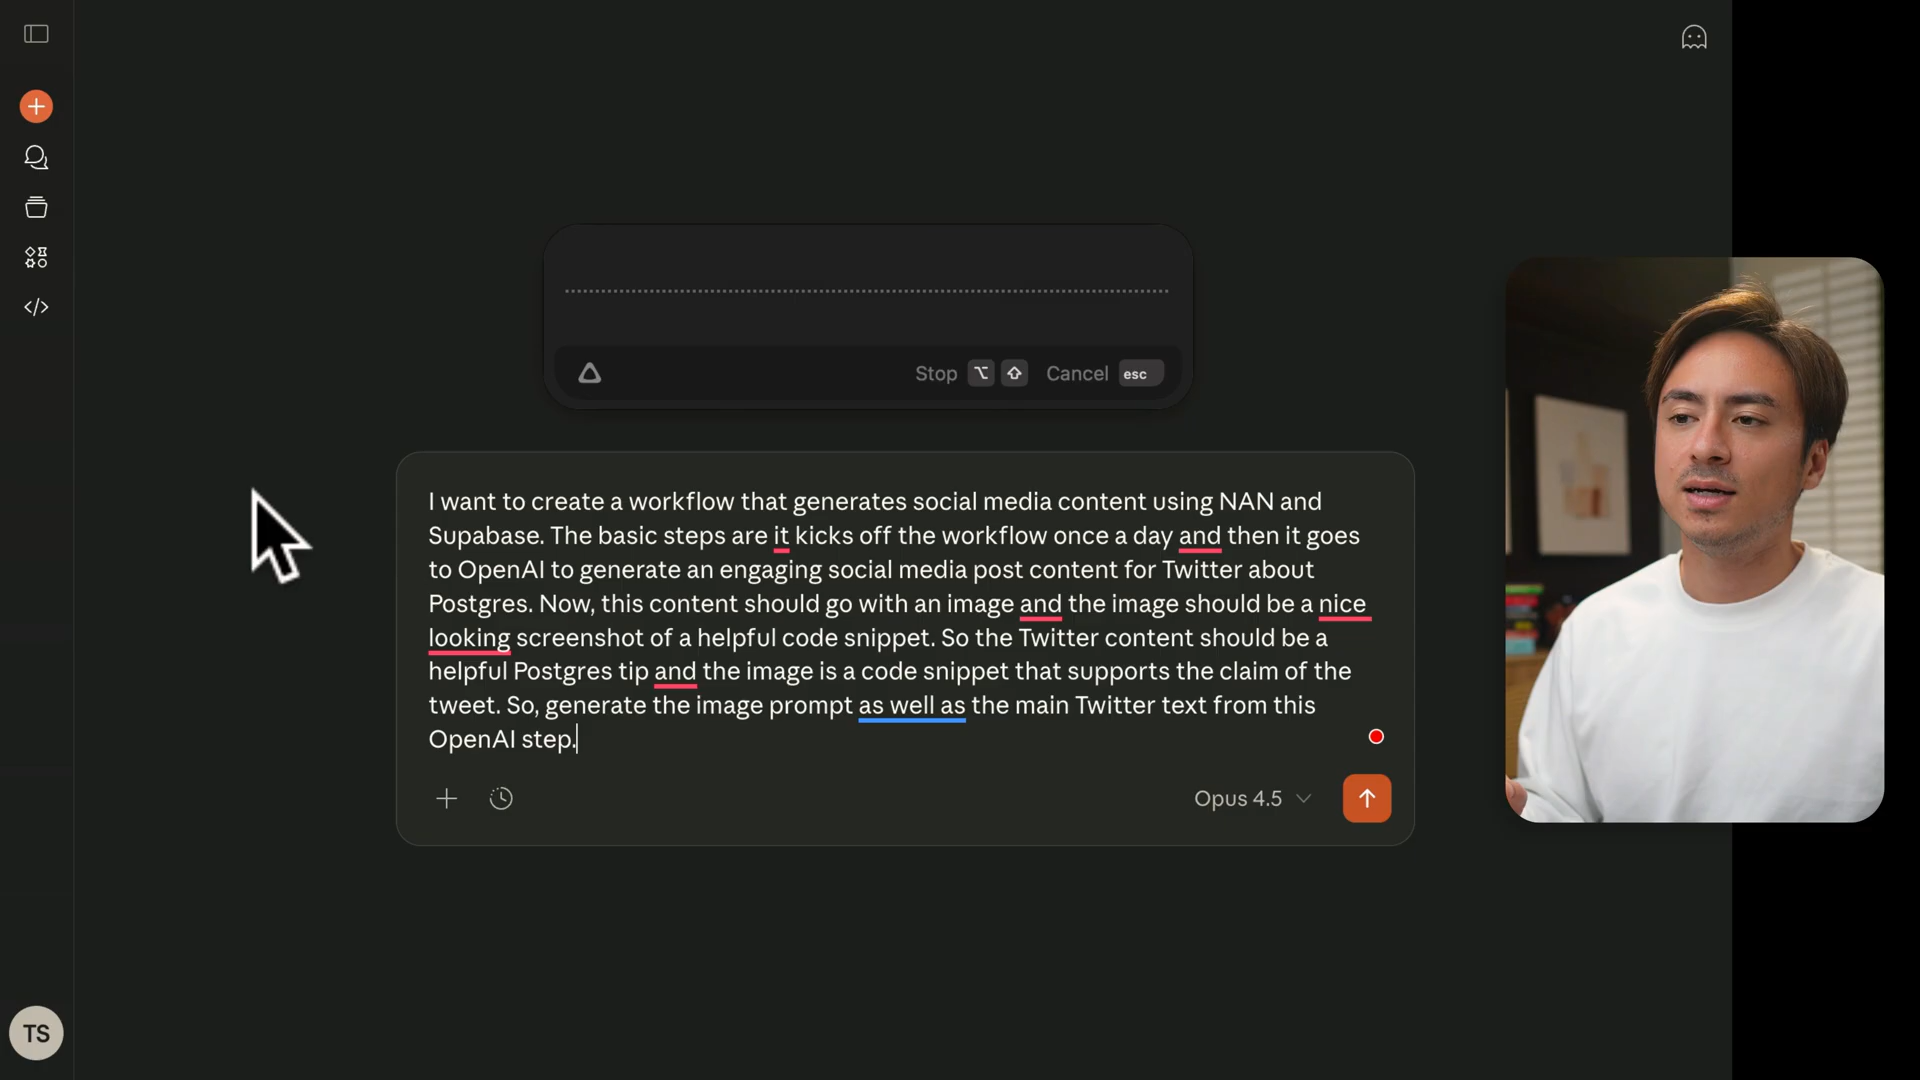 Stop ⌥ ⇧ Cancel esc
I want to create a workflow that generates social media content using NAN and
Supabase. The basic steps are it kicks off the workflow once a day and then it goes
to OpenAI to generate an engaging social media post content for Twitter about
Postgres. Now, this content should go with an image and the image should be a nice
looking screenshot of a helpful code snippet. So the Twitter content should be a
helpful Postgres tip and the image is a code snippet that supports the claim of the
tweet. So, generate the image prompt as well as the main Twitter text from this
OpenAI step.
Opus 4.5
TS